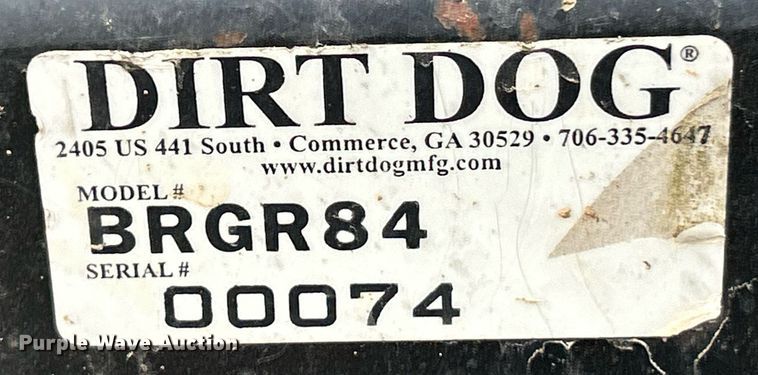 DIRT DOG®
2405 US 441 South • Commerce, GA 30529 • 706-335-4647
www.dirtdogmfg.com
MODEL #
BRGR84
SERIAL #
00074
Purple Wave Auction